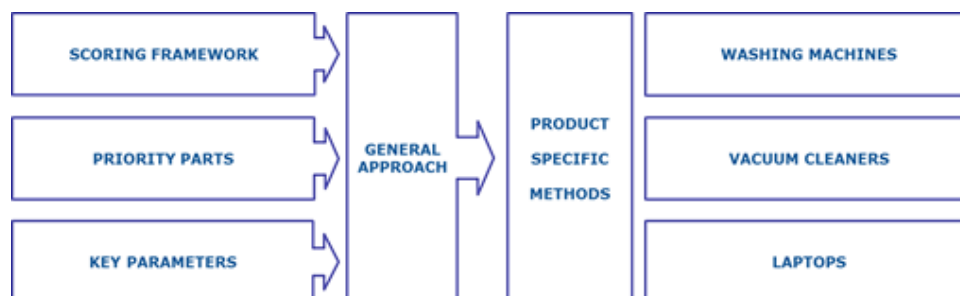 SCORING FRAMEWORK
PRIORITY PARTS
KEY PARAMETERS
GENERAL
APPROACH
PRODUCT
SPECIFIC
METHODS
WASHING MACHINES
VACUUM CLEANERS
LAPTOPS